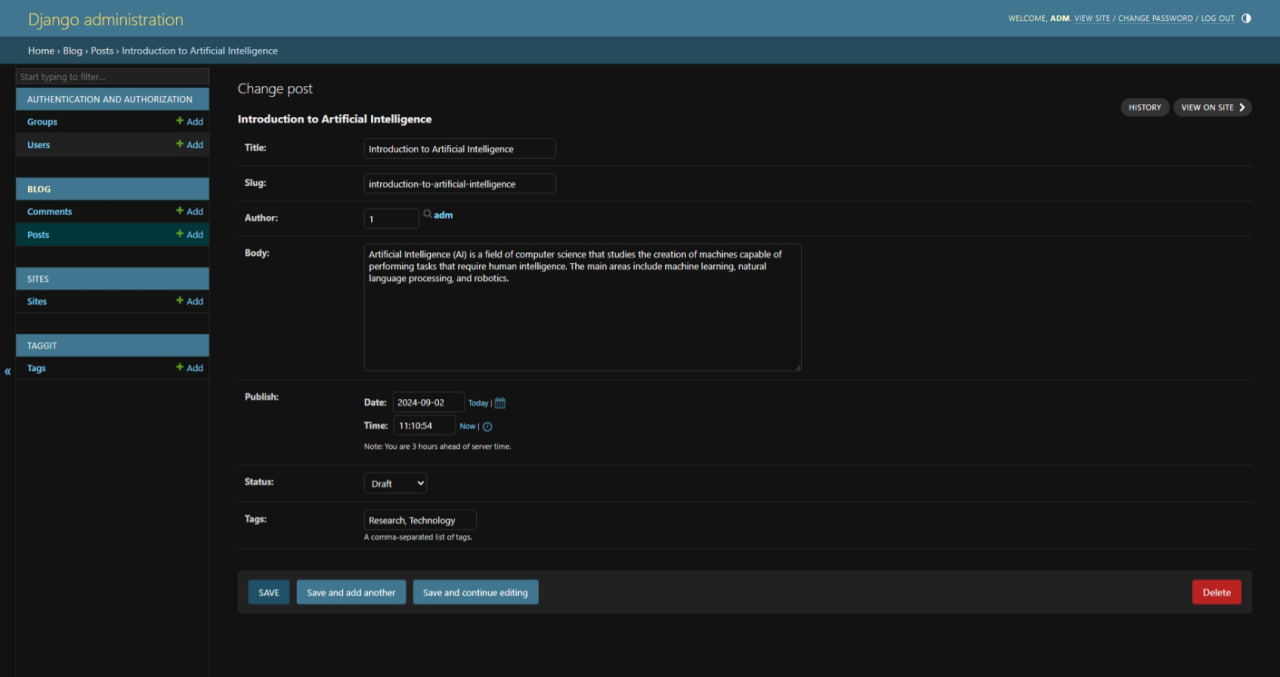 Django administration
WELCOME, ADM. VIEW SITE / CHANGE PASSWORD / LOG OUT
Home › Blog › Posts › Introduction to Artificial Intelligence
Start typing to filter...
AUTHENTICATION AND AUTHORIZATION
Groups + Add
Users + Add
BLOG
Comments + Add
Posts + Add
SITES
Sites + Add
TAGGIT
Tags + Add
«
Change post
HISTORY
VIEW ON SITE
Introduction to Artificial Intelligence
Title: Introduction to Artificial Intelligence
Slug: introduction-to-artificial-intelligence
Author: 1 adm
Body: Artificial Intelligence (AI) is a field of computer science that studies the creation of machines capable of
performing tasks that require human intelligence. The main areas include machine learning, natural
language processing, and robotics.
Publish:
Date: 2024-09-02 Today |
Time: 11:10:54 Now |
Note: You are 3 hours ahead of server time.
Status: Draft
Tags: Research, Technology
A comma-separated list of tags.
SAVE
Save and add another
Save and continue editing
Delete